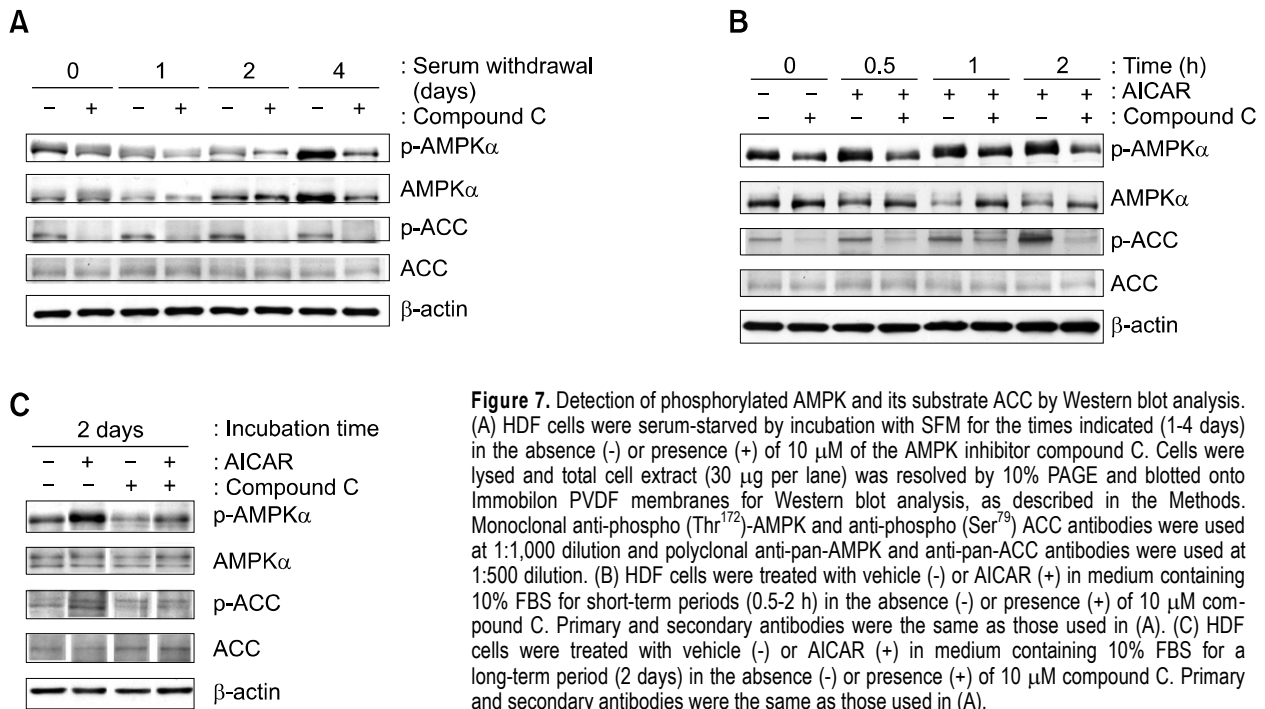 A
0 1 2 4 : Serum withdrawal
(days)
– + – + – + – + : Compound C
p-AMPKα
AMPKα
p-ACC
ACC
β-actin
B
0 0.5 1 2 : Time (h)
– – + + + + + + : AICAR
– + – + – + – + : Compound C
p-AMPKα
AMPKα
p-ACC
ACC
β-actin
C
2 days : Incubation time
– + – + : AICAR
– – + + : Compound C
p-AMPKα
AMPKα
p-ACC
ACC
β-actin
Figure 7. Detection of phosphorylated AMPK and its substrate ACC by Western blot analysis.
(A) HDF cells were serum-starved by incubation with SFM for the times indicated (1-4 days)
in the absence (-) or presence (+) of 10 μM of the AMPK inhibitor compound C. Cells were
lysed and total cell extract (30 μg per lane) was resolved by 10% PAGE and blotted onto
Immobilon PVDF membranes for Western blot analysis, as described in the Methods.
Monoclonal anti-phospho (Thr172)-AMPK and anti-phospho (Ser79) ACC antibodies were used
at 1:1,000 dilution and polyclonal anti-pan-AMPK and anti-pan-ACC antibodies were used at
1:500 dilution. (B) HDF cells were treated with vehicle (-) or AICAR (+) in medium containing
10% FBS for short-term periods (0.5-2 h) in the absence (-) or presence (+) of 10 μM com-
pound C. Primary and secondary antibodies were the same as those used in (A). (C) HDF
cells were treated with vehicle (-) or AICAR (+) in medium containing 10% FBS for a
long-term period (2 days) in the absence (-) or presence (+) of 10 μM compound C. Primary
and secondary antibodies were the same as those used in (A).